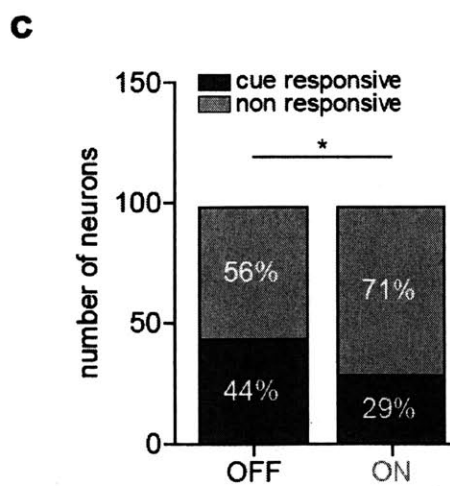 c
150
cue responsive
non responsive
*
100
56%
71%
50
44%
29%
0
number of neurons
OFF
ON